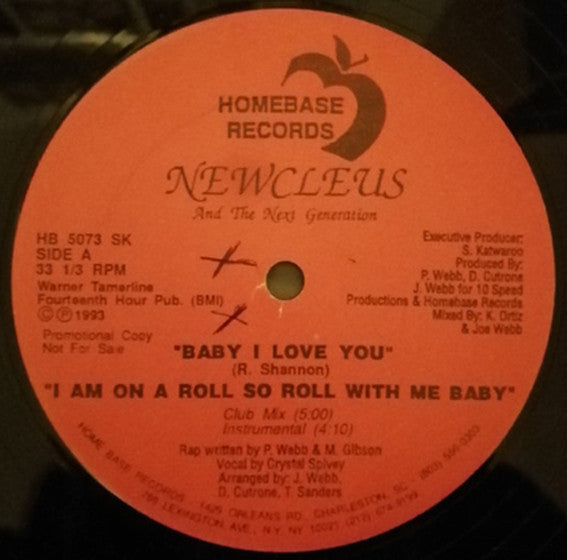 HOMEBASE
RECORDS
NEWCLEUS
And The Next Generation
HB 5073 SK
SIDE A
33 1/3 RPM
Warner Tamerline
Fourteenth Hour Pub. (BMI)
©℗1993
Promotional Copy
Not For Sale
Executive Producer:
S. Katwaroo
Produced By:
P. Webb, D. Cutrone,
J. Webb for 10 Speed
Productions & Homebase Records
Mixed By: K. Ortiz
& Joe Webb
"BABY I LOVE YOU"
(R. Shannon)
"I AM ON A ROLL SO ROLL WITH ME BABY"
Club Mix (5:00)
Instrumental (4:10)
Rap written by P. Webb & M. Gibson
Vocal by Crystal Spivey
Arranged by: J. Webb,
D. Cutrone, T. Sanders
HOME BASE RECORDS 1425 ORLEANS RD. CHARLESTON, SC
LEXINGTON AVE., N.Y., NY